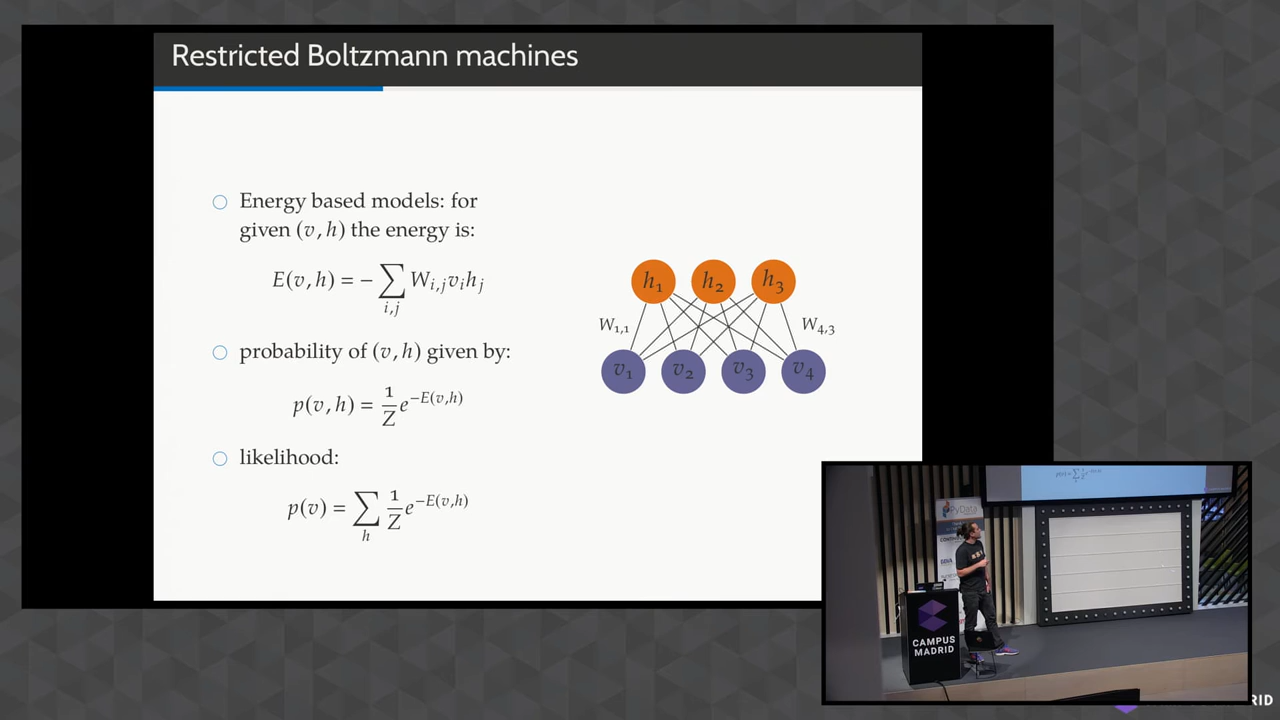 Restricted Boltzmann machines
Energy based models: for
given (v, h) the energy is:
E(v, h) = − ∑ W_{i,j} v_i h_j
i,j
probability of (v, h) given by:
p(v, h) = 1/Z e^{−E(v,h)}
likelihood:
p(v) = ∑ 1/Z e^{−E(v,h)}
h
h₁ h₂ h₃
W₁,₁ W₄,₃
v₁ v₂ v₃ v₄
PyData
CAMPUS
MADRID